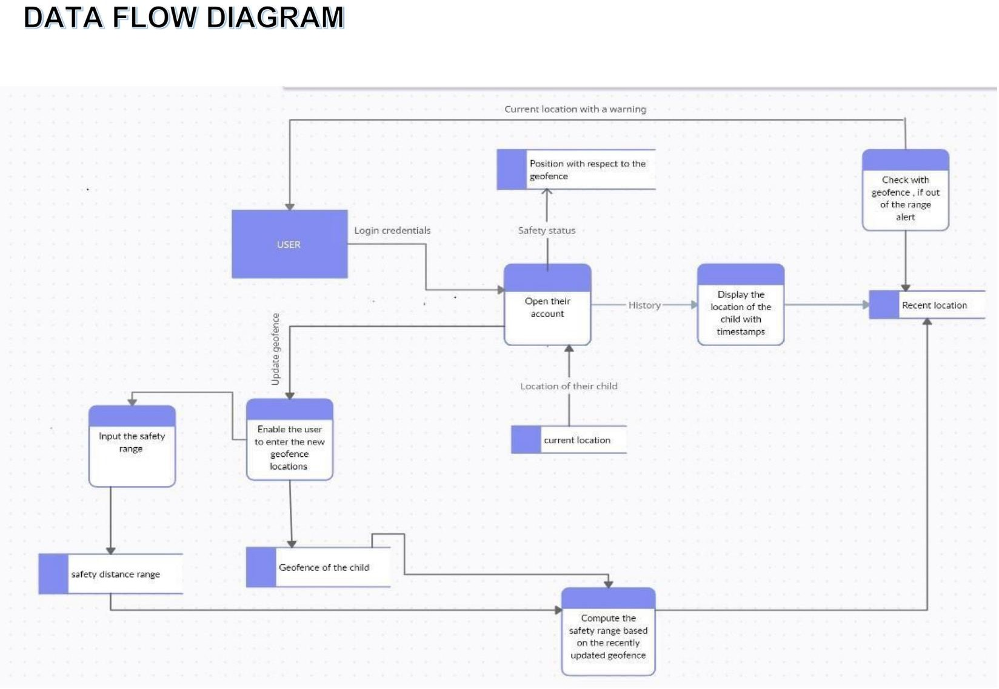 DATA FLOW DIAGRAM
Current location with a warning
Position with respect to the
geofence
Check with
geofence , if out
of the range
alert
Login credentials
USER
Safety status
Open their
account
History
Display the
location of the
child with
timestamps
Recent location
Update geofence
Location of their child
Input the safety
range
Enable the user
to enter the new
geofence
locations
current location
safety distance range
Geofence of the child
Compute the
safety range based
on the recently
updated geofence